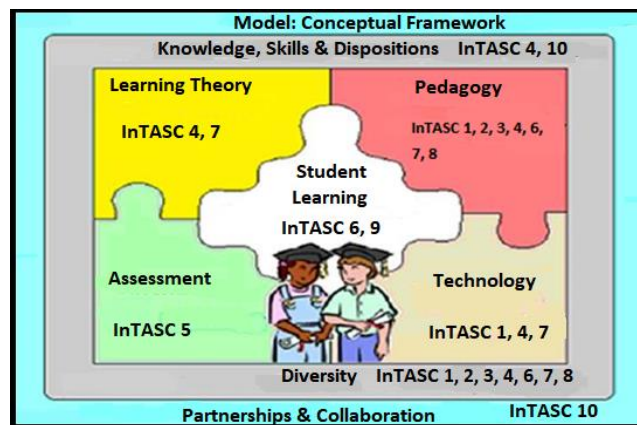 Model: Conceptual Framework
Knowledge, Skills & Dispositions InTASC 4, 10
Learning Theory
InTASC 4, 7
Pedagogy
InTASC 1, 2, 3, 4, 6,
7, 8
Student
Learning
InTASC 6, 9
Assessment
InTASC 5
Technology
InTASC 1, 4, 7
Diversity InTASC 1, 2, 3, 4, 6, 7, 8
Partnerships & Collaboration InTASC 10